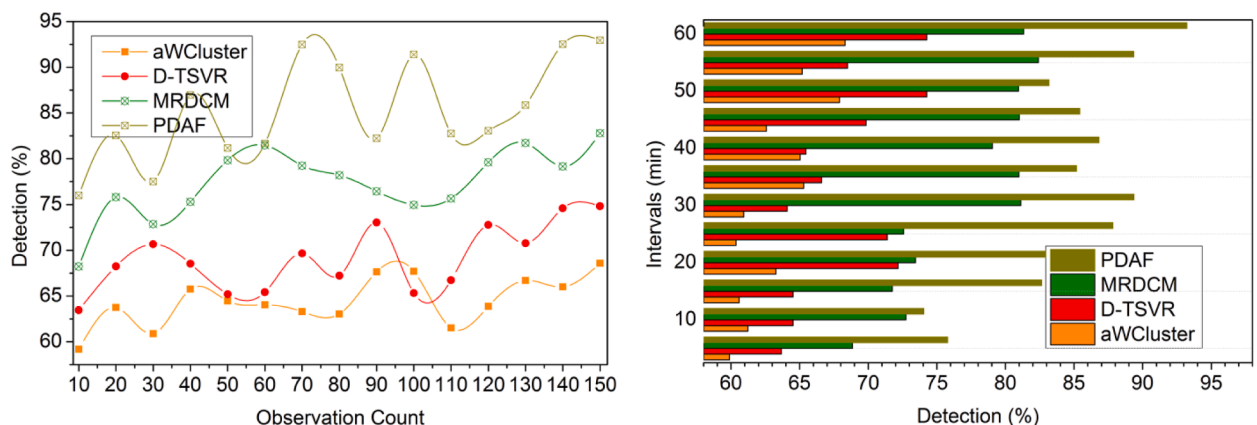 95
90
85
80
75
70
65
60
Detection (%)
aWCluster
D-TSVR
MRDCM
PDAF
10 20 30 40 50 60 70 80 90 100 110 120 130 140 150
Observation Count
60
50
40
30
20
10
Intervals (min)
PDAF
MRDCM
D-TSVR
aWCluster
60 65 70 75 80 85 90 95
Detection (%)